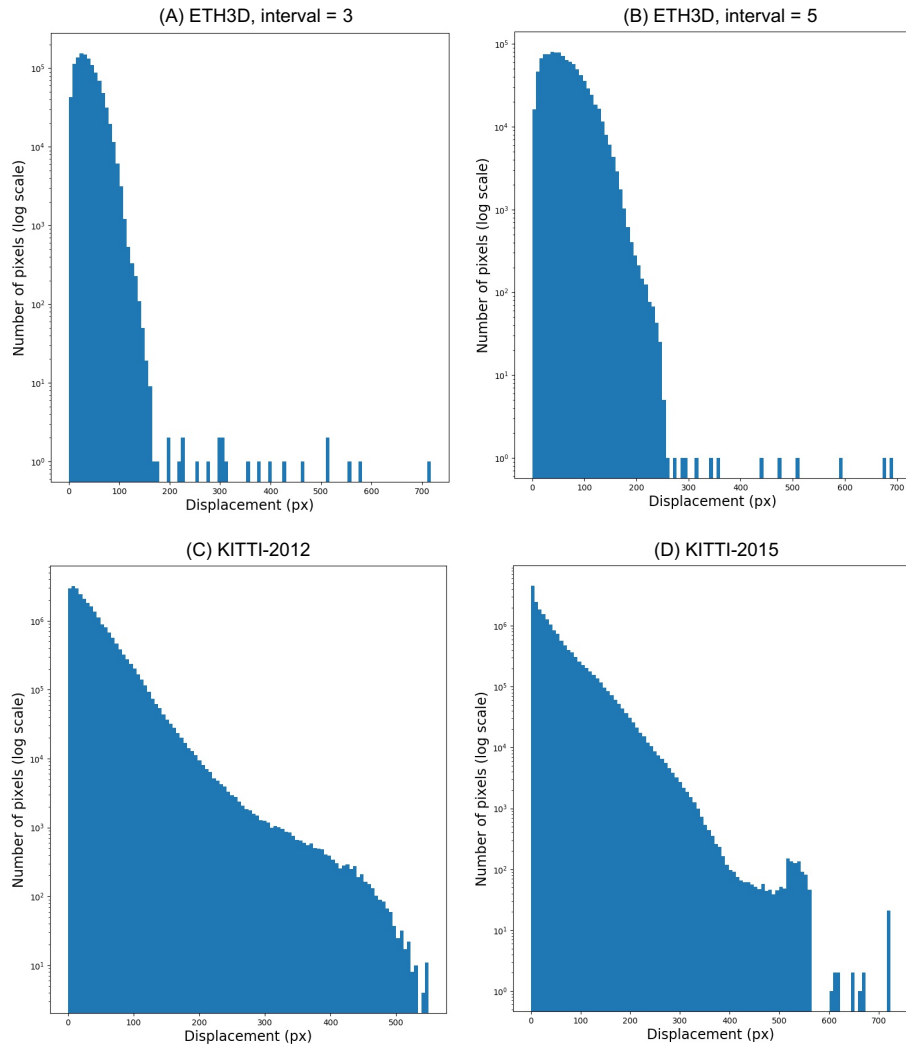 (A) ETH3D, interval = 3
Number of pixels (log scale)
10^5
10^4
10^3
10^2
10^1
10^0
0 100 200 300 400 500 600 700
Displacement (px)
(B) ETH3D, interval = 5
Number of pixels (log scale)
10^5
10^4
10^3
10^2
10^1
10^0
0 100 200 300 400 500 600 700
Displacement (px)
(C) KITTI-2012
Number of pixels (log scale)
10^6
10^5
10^4
10^3
10^2
10^1
0 100 200 300 400 500
Displacement (px)
(D) KITTI-2015
Number of pixels (log scale)
10^6
10^5
10^4
10^3
10^2
10^1
10^0
0 100 200 300 400 500 600 700
Displacement (px)